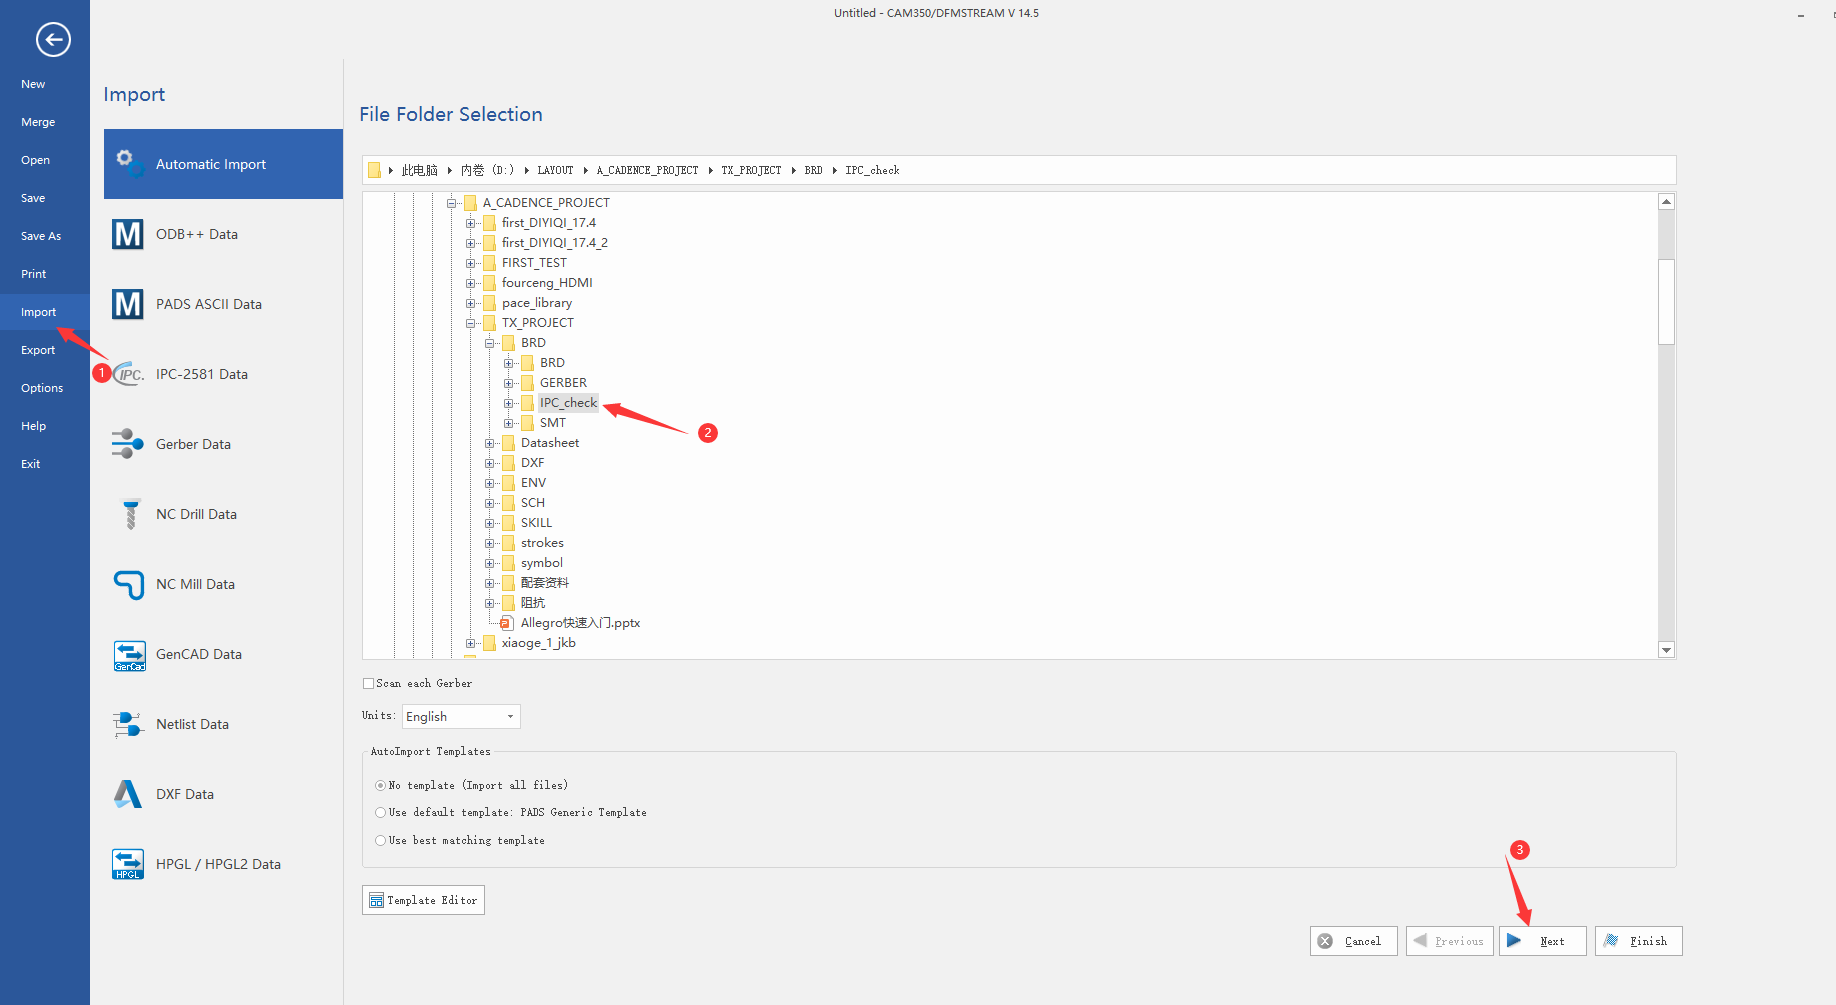 Untitled - CAM350/DFMSTREAM V 14.5
New
Merge
Open
Save
Save As
Print
Import
Export
Options
Help
Exit
1
Import
Automatic Import
ODB++ Data
PADS ASCII Data
IPC. IPC-2581 Data
Gerber Data
NC Drill Data
NC Mill Data
GenCad GenCAD Data
Netlist Data
DXF Data
HPGL HPGL / HPGL2 Data
File Folder Selection
此电脑 内卷 (D:) LAYOUT A_CADENCE_PROJECT TX_PROJECT BRD IPC_check
A_CADENCE_PROJECT
first_DIYIQI_17.4
first_DIYIQI_17.4_2
FIRST_TEST
fourceng_HDMI
pace_library
TX_PROJECT
BRD
BRD
GERBER
IPC_check
2
SMT
Datasheet
DXF
ENV
SCH
SKILL
strokes
symbol
配套资料
阻抗
Allegro快速入门.pptx
xiaoge_1_jkb
Scan each Gerber
Units: English
AutoImport Templates
No template (Import all files)
Use default template: PADS Generic Template
Use best matching template
3
Template Editor
Cancel Previous Next Finish